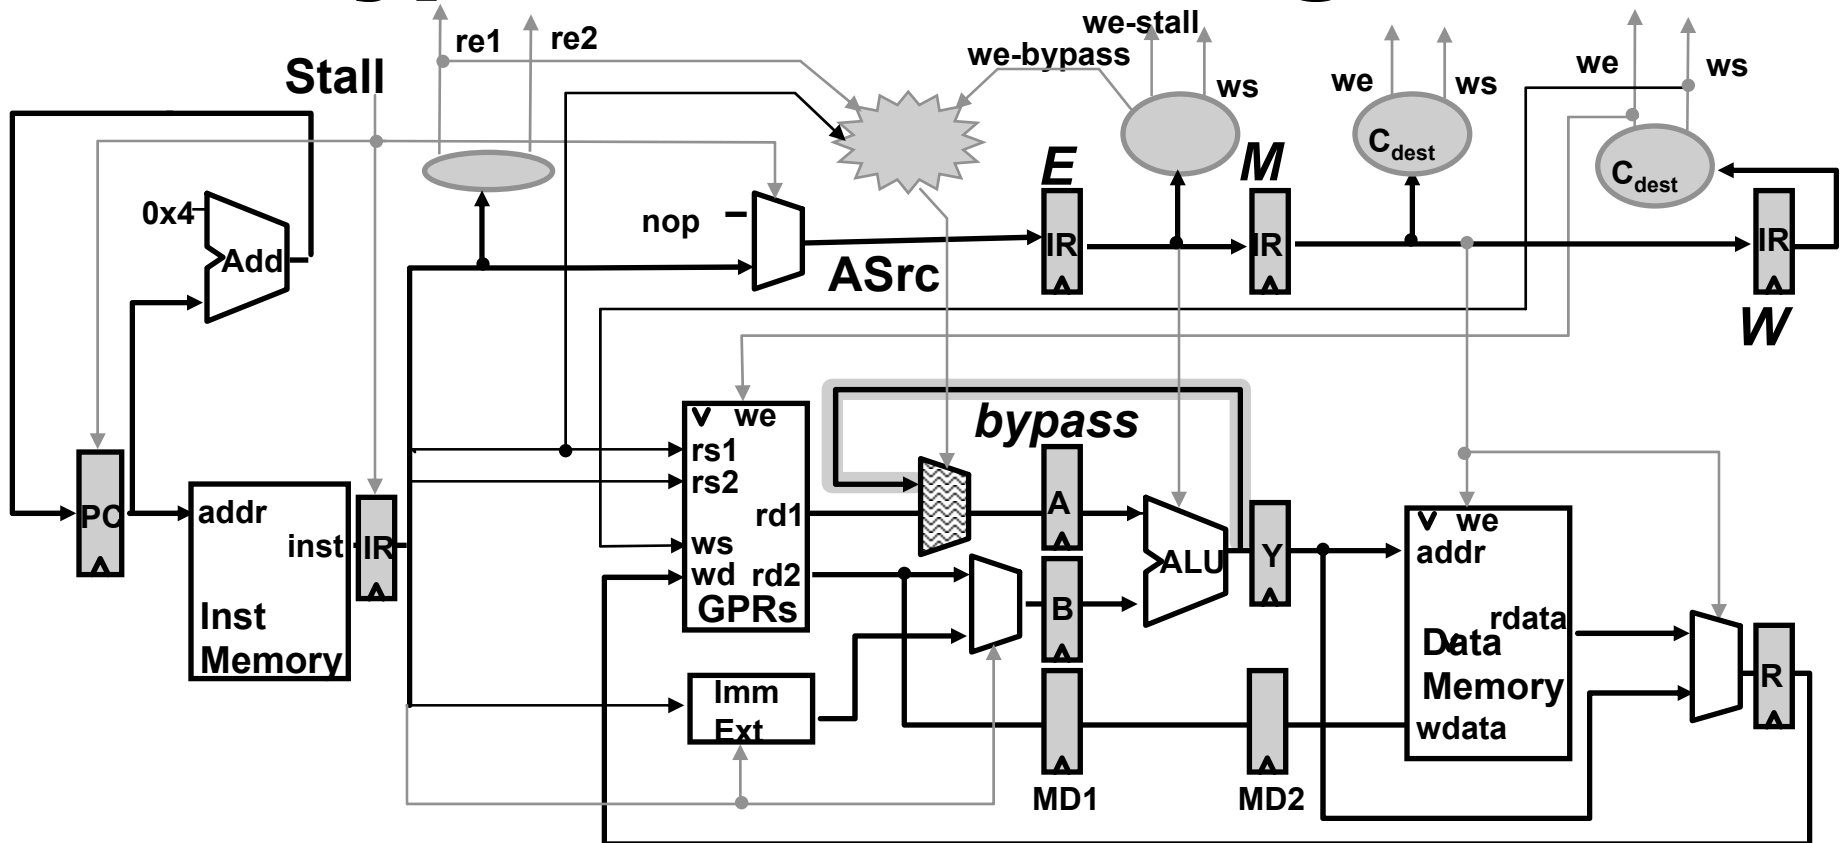 we-stall
re1
re2
we-bypass
Stall
ws
we
ws
we
ws
C_dest
C_dest
E
M
0x4
nop
Add
IR
IR
IR
ASrc
W
bypass
we
rs1
rs2
PC
addr
rd1
A
we
inst
IR
ws
ALU
Y
addr
wd
rd2
GPRs
B
Inst
Memory
rdata
Data
Memory
R
Imm
Ext
wdata
MD1
MD2